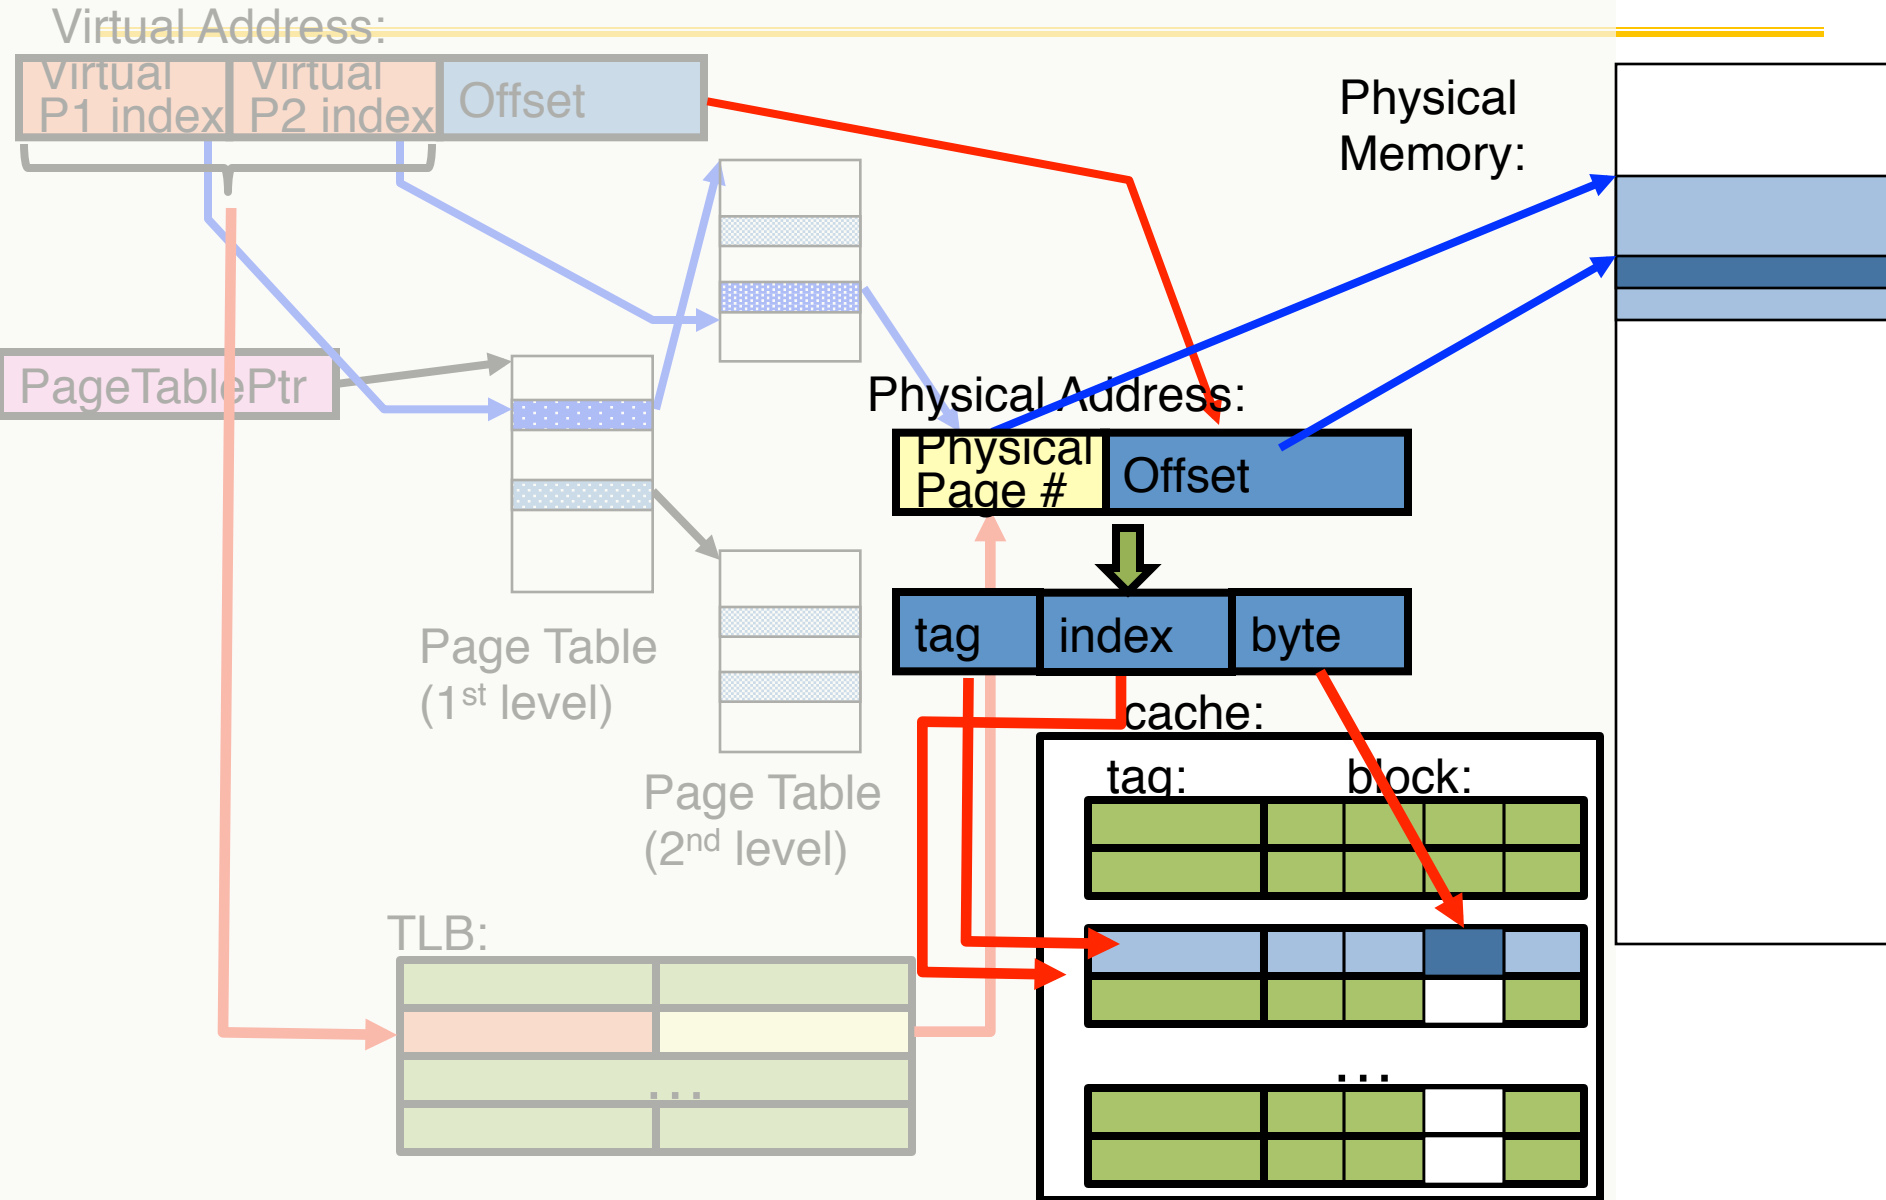 Virtual Address:
Virtual
P1 index
Virtual
P2 index
Offset
Physical
Memory:
PageTablePtr
Physical Address:
Physical
Page #
Offset
tag
index
byte
Page Table
(1st level)
cache:
tag:
block:
Page Table
(2nd level)
TLB:
...
...